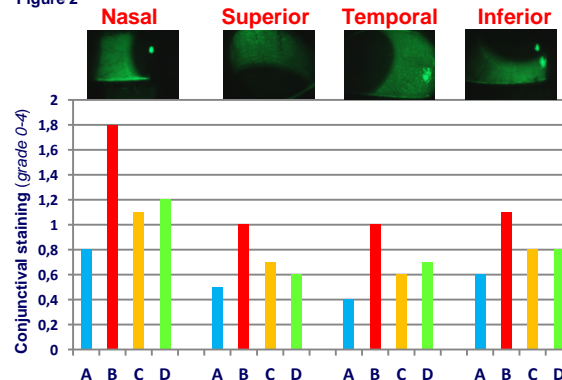 Figure 2
Nasal Superior Temporal Inferior
Conjunctival staining (grade 0-4)
2
1,8
1,6
1,4
1,2
1
0,8
0,6
0,4
0,2
0
A B C D A B C D A B C D A B C D